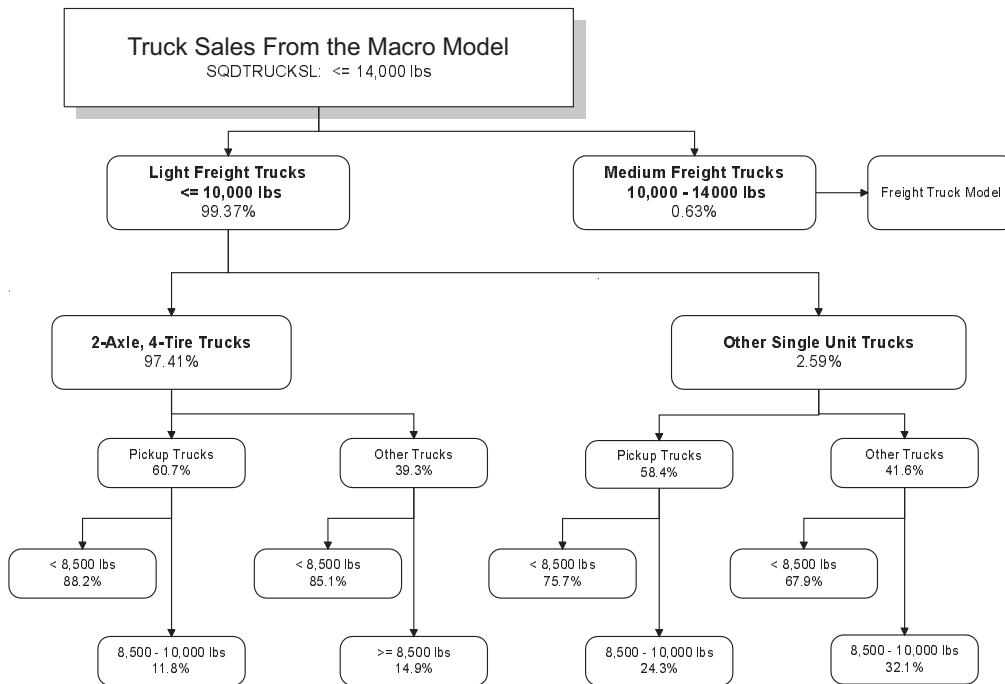 Truck Sales From the Macro Model
SQDTRUCKSL: <= 14,000 lbs
Light Freight Trucks
<= 10,000 lbs
99.37%
Medium Freight Trucks
10,000 - 14000 lbs
0.63%
Freight Truck Model
2-Axle, 4-Tire Trucks
97.41%
Other Single Unit Trucks
2.59%
Pickup Trucks
60.7%
Other Trucks
39.3%
Pickup Trucks
58.4%
Other Trucks
41.6%
< 8,500 lbs
88.2%
< 8,500 lbs
85.1%
< 8,500 lbs
75.7%
< 8,500 lbs
67.9%
8,500 - 10,000 lbs
11.8%
>= 8,500 lbs
14.9%
8,500 - 10,000 lbs
24.3%
8,500 - 10,000 lbs
32.1%